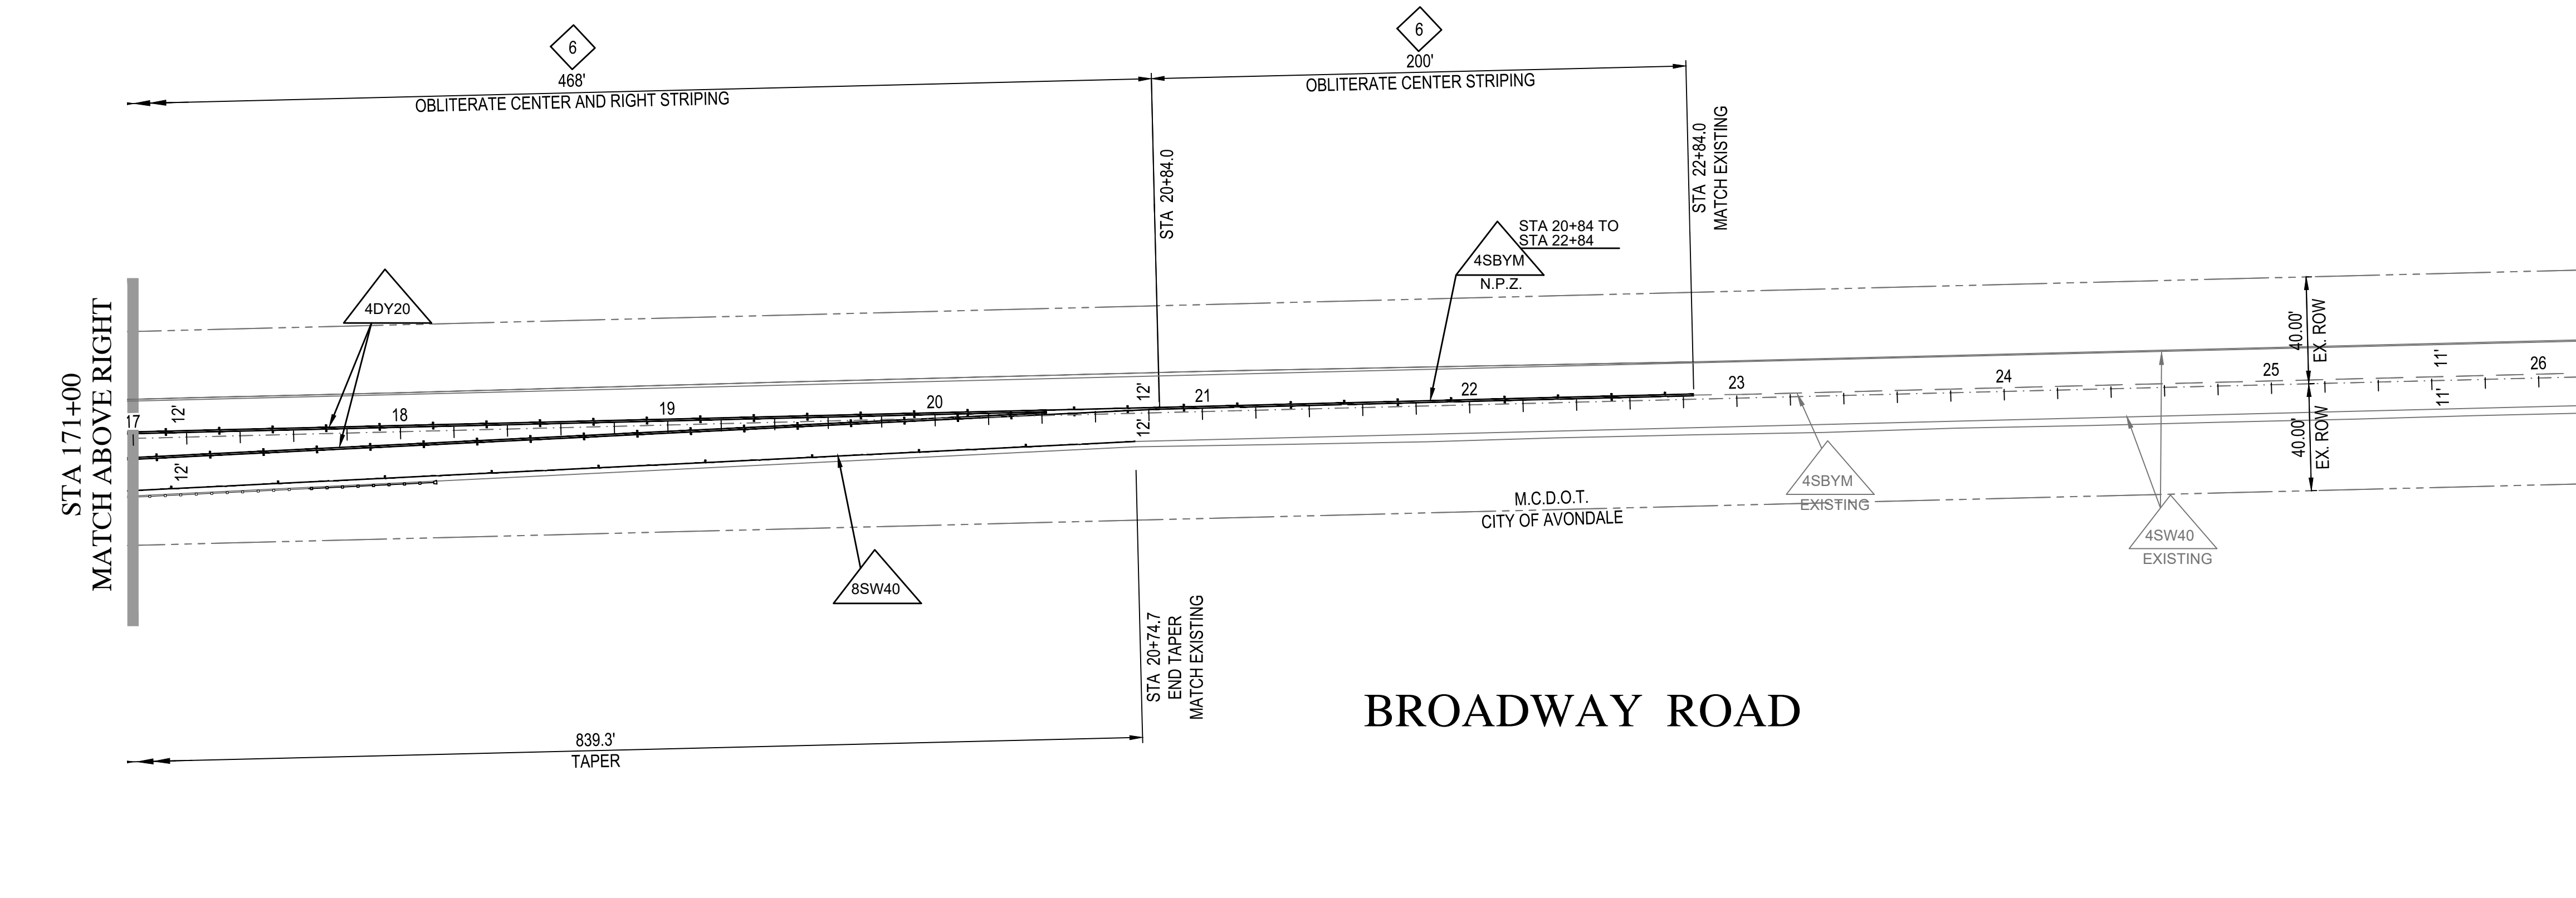 6
468'
OBLITERATE CENTER AND RIGHT STRIPING
6
200'
OBLITERATE CENTER STRIPING
STA 20+84.0
STA 22+84.0
MATCH EXISTING
STA 20+84 TO
STA 22+84
4SBYM
N.P.Z.
4DY20
STA 171+00
MATCH ABOVE RIGHT
40.00'
EX. ROW
40.00'
EX. ROW
17
18
19
20
21
22
23
24
25
26
12'
12'
12'
12'
11'
11'
4SBYM
EXISTING
4SW40
EXISTING
M.C.D.O.T.
CITY OF AVONDALE
8SW40
STA 20+74.7
END TAPER
MATCH EXISTING
BROADWAY ROAD
839.3'
TAPER